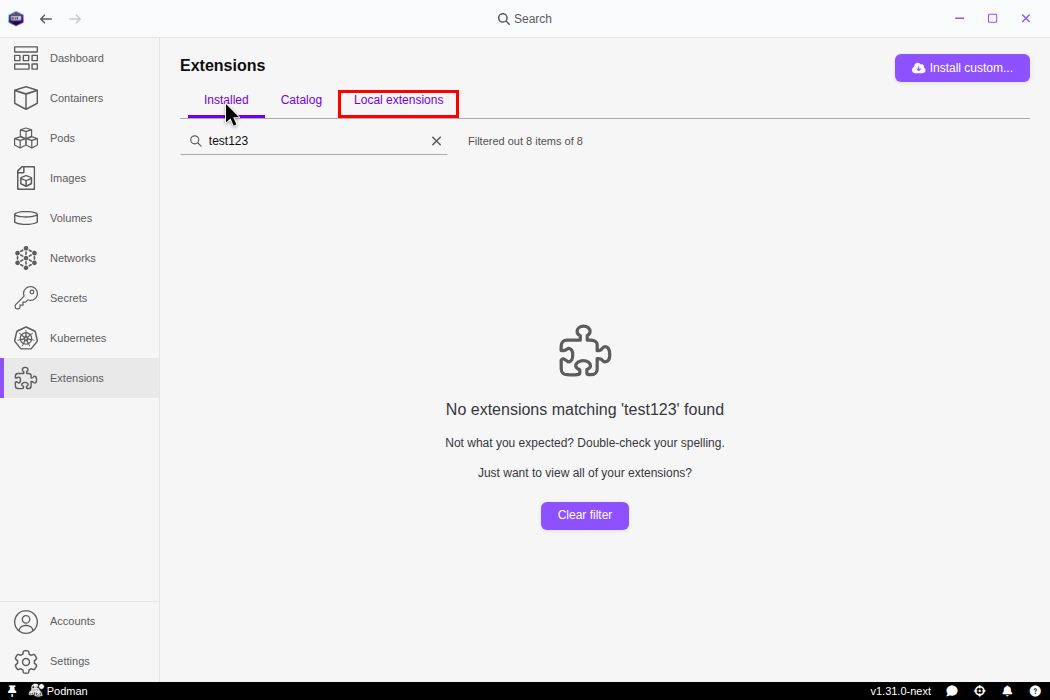 Search
Dashboard
Containers
Pods
Images
Volumes
Networks
Secrets
Kubernetes
Extensions
Accounts
Settings
Extensions
Install custom...
Installed
Catalog
Local extensions
test123
Filtered out 8 items of 8
No extensions matching 'test123' found
Not what you expected? Double-check your spelling.
Just want to view all of your extensions?
Clear filter
Podman
v1.31.0-next